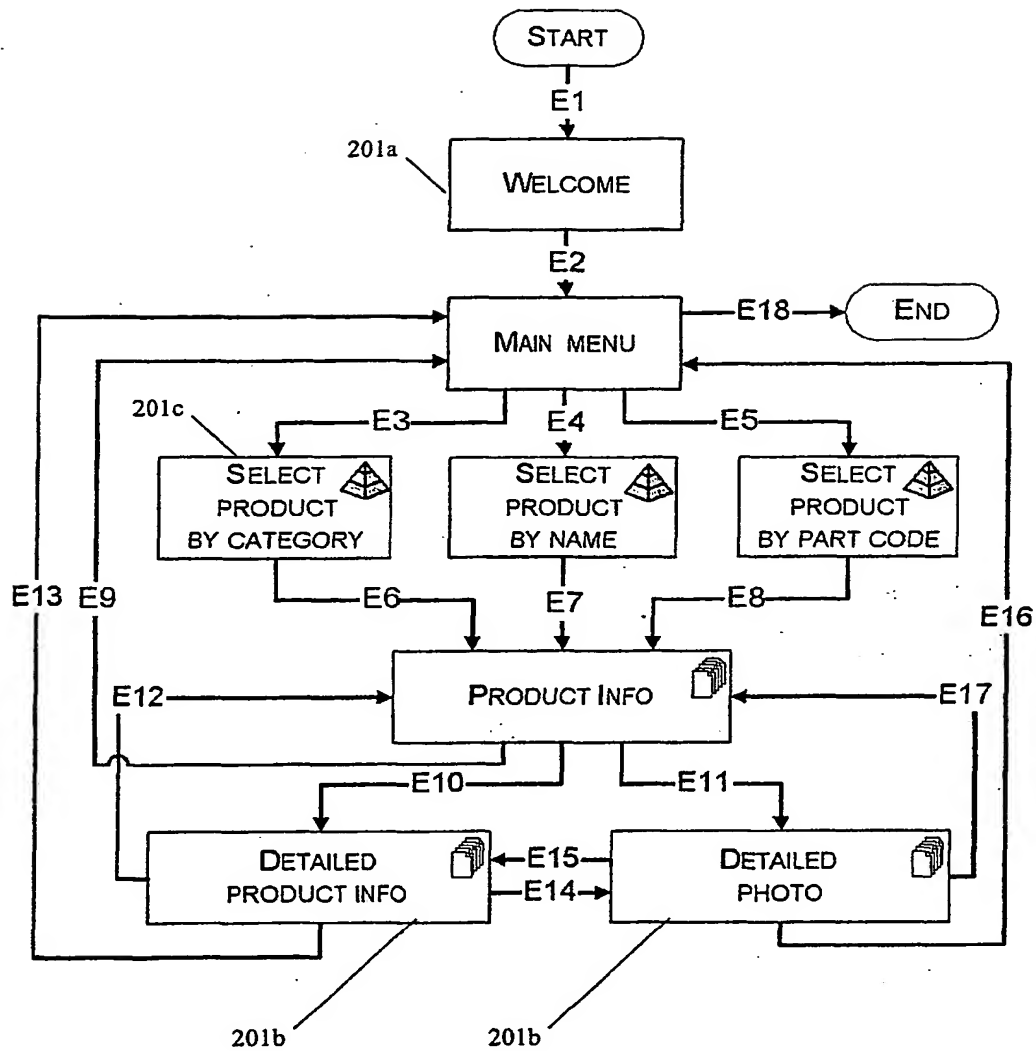 START
E1
201a
WELCOME
E2
MAIN MENU
E18
END
201c
E3
E4
E5
SELECT
PRODUCT
BY CATEGORY
SELECT
PRODUCT
BY NAME
SELECT
PRODUCT
BY PART CODE
E13
E9
E6
E7
E8
E16
E12
PRODUCT INFO
E17
E10
E11
DETAILED
PRODUCT INFO
E15
E14
DETAILED
PHOTO
201b
201b